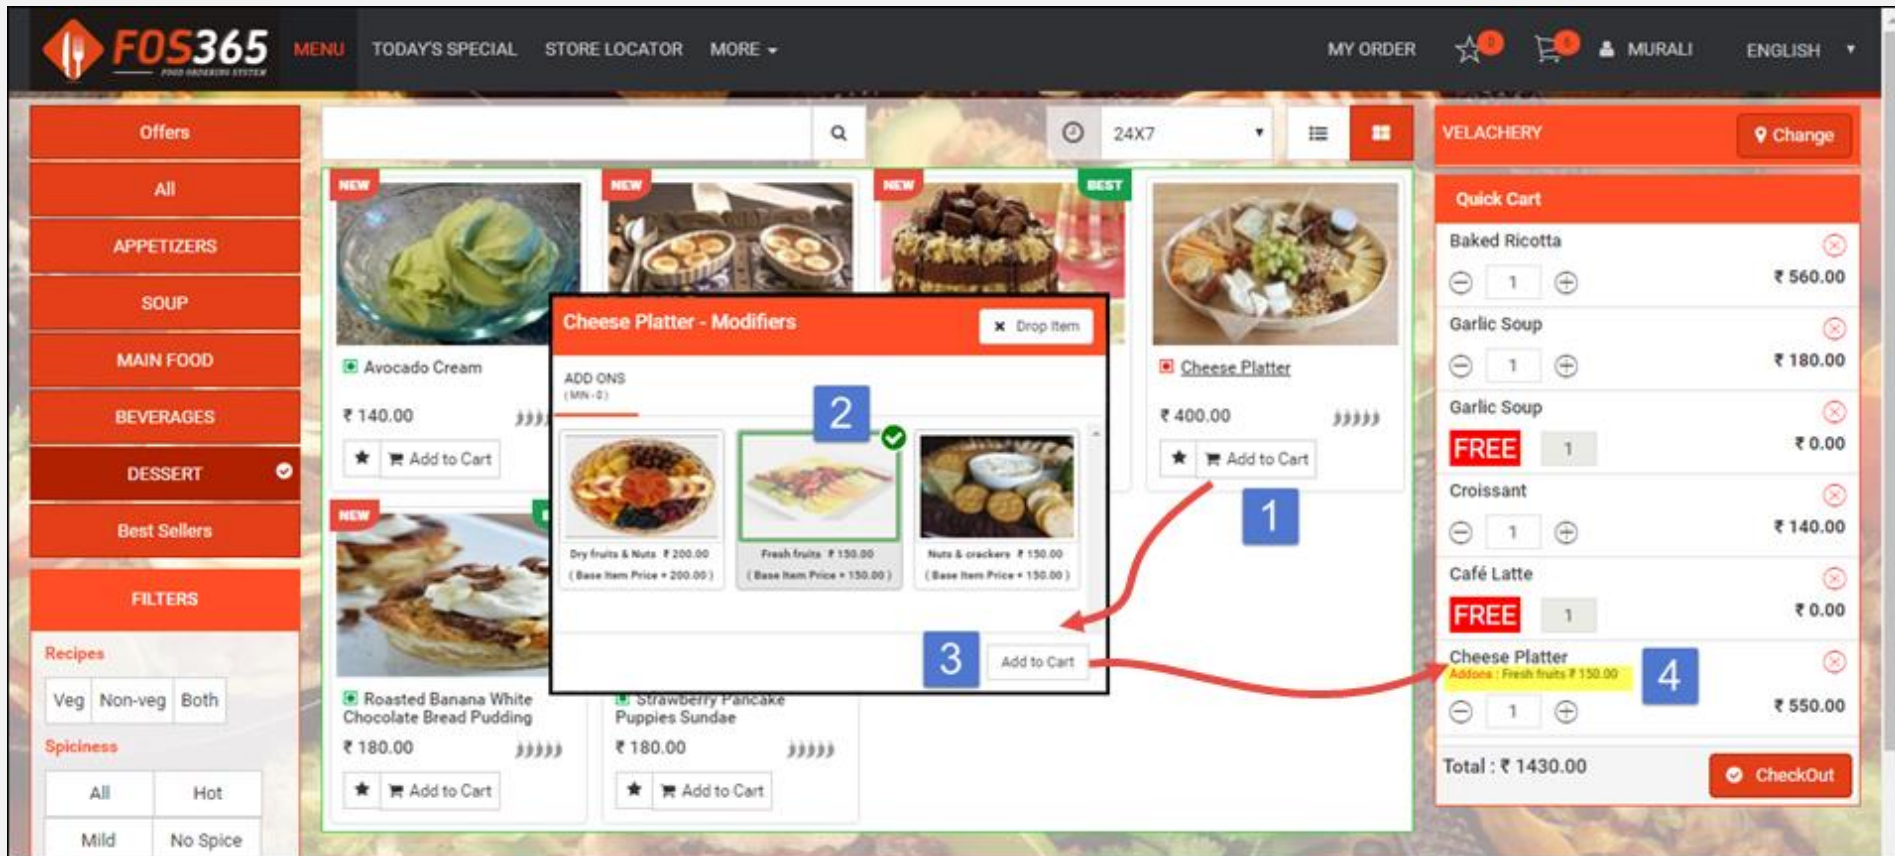 FOS365
FOOD ORDERING SYSTEM
MENU TODAY'S SPECIAL STORE LOCATOR MORE
MY ORDER 0 6 MURALI ENGLISH
Offers
All
APPETIZERS
SOUP
MAIN FOOD
BEVERAGES
DESSERT
Best Sellers
FILTERS
Recipes
Veg Non-veg Both
Spiciness
All Hot
Mild No Spice
24X7
NEW
NEW
NEW BEST
Avocado Cream
₹ 140.00
Add to Cart
Cheese Platter
₹ 400.00
Add to Cart
1
NEW
Roasted Banana White
Chocolate Bread Pudding
₹ 180.00
Add to Cart
Strawberry Pancake
Puppies Sundae
₹ 180.00
Add to Cart
Cheese Platter - Modifiers
Drop Item
ADD ONS
(MIN - 0)
2
Dry fruits & Nuts ₹ 200.00
( Base Item Price + 200.00 )
Fresh fruits ₹ 150.00
( Base Item Price + 150.00 )
Nuts & crackers ₹ 150.00
( Base Item Price + 150.00 )
3
Add to Cart
VELACHERY
Change
Quick Cart
Baked Ricotta
1
₹ 560.00
Garlic Soup
1
₹ 180.00
Garlic Soup
FREE 1
₹ 0.00
Croissant
1
₹ 140.00
Café Latte
FREE 1
₹ 0.00
Cheese Platter
Addons : Fresh fruits ₹ 150.00
4
1
₹ 550.00
Total : ₹ 1430.00
CheckOut